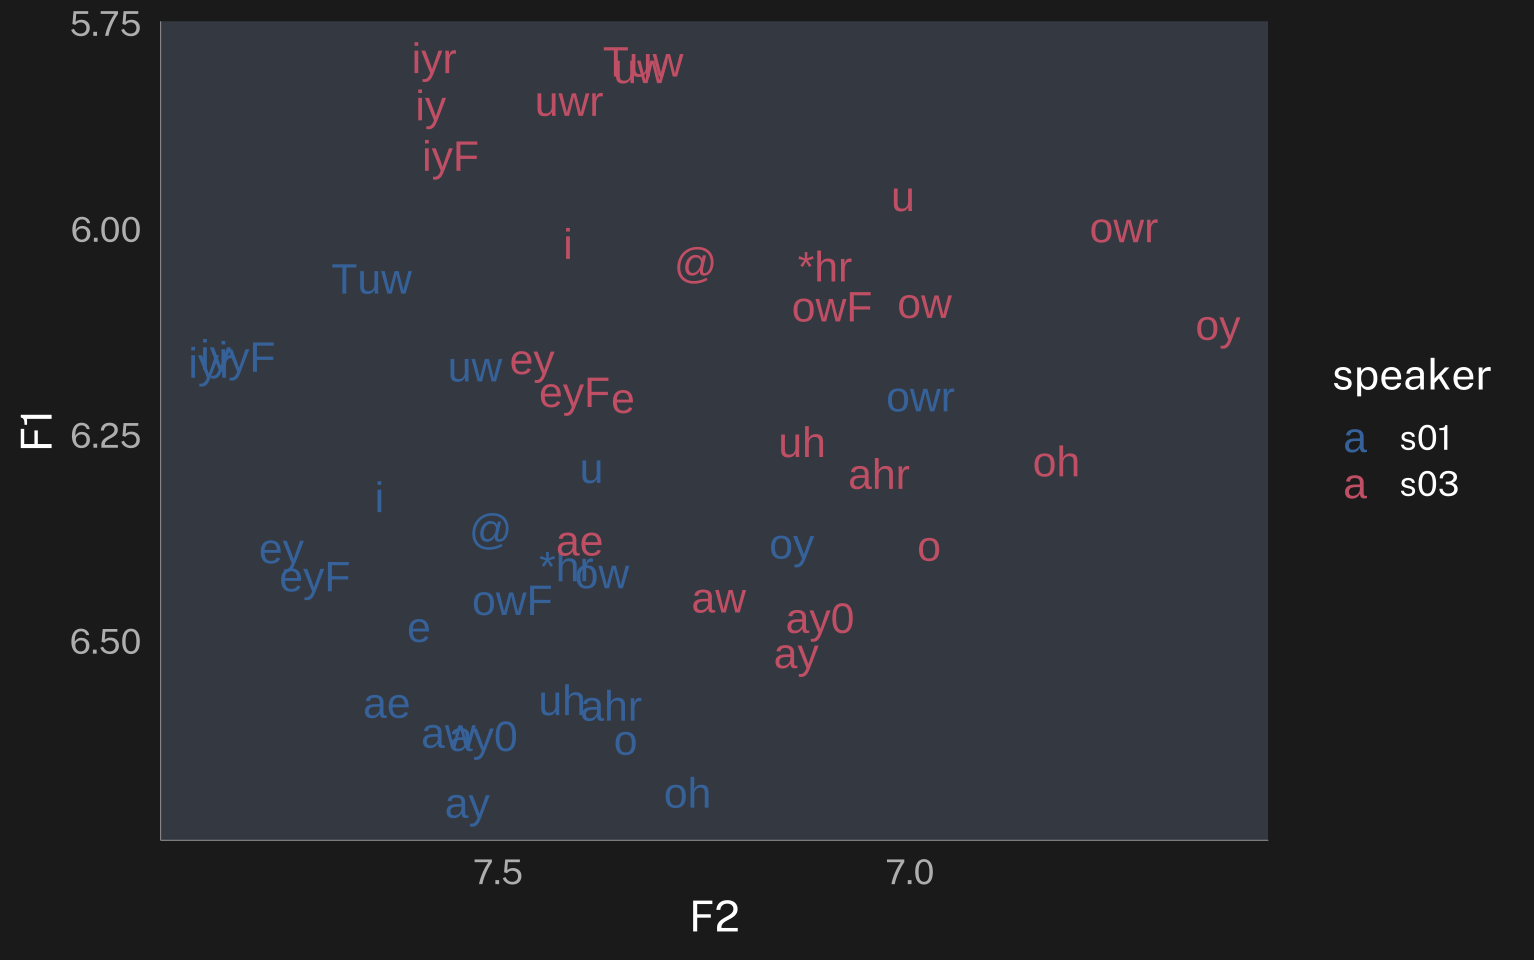 5.75
iyr
Tuw
uw
iy
uwr
iyF
u
6.00
owr
i
@
*hr
Tuw
owF
ow
oy
iyr
iy
iyF
uw
ey
eyF
e
owr
speaker
F1
6.25
uh
a s01
ahr
oh
u
a s03
i
@
ae
oy
o
ey
*hr
ow
eyF
owF
aw
ay0
e
6.50
ay
ae
uh
ahr
aw
ay0
o
ay
oh
7.5
7.0
F2